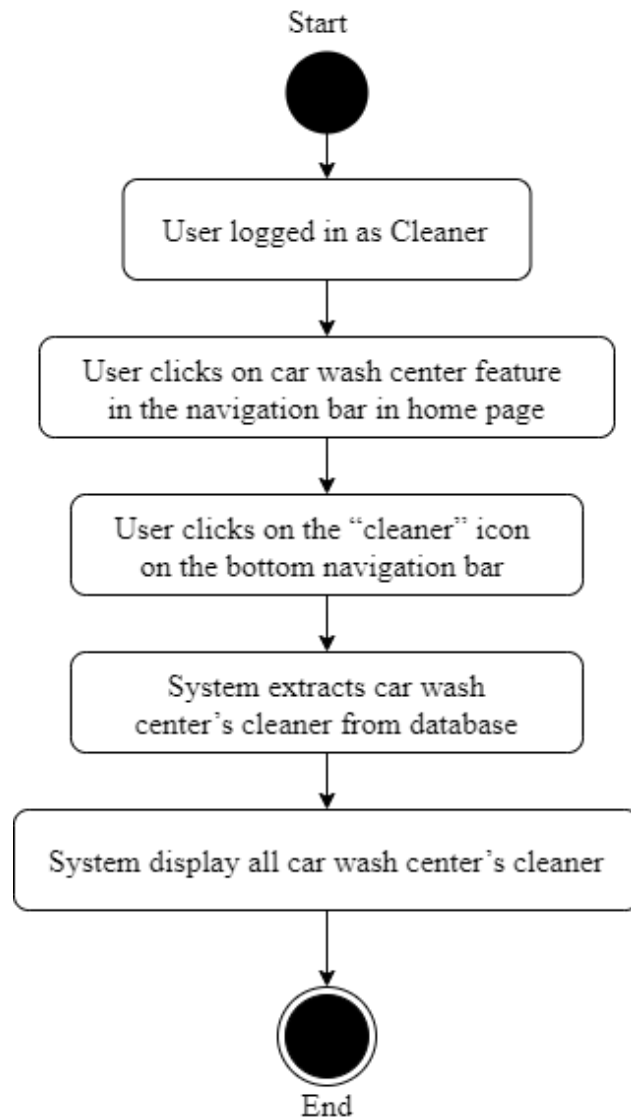 Start
User logged in as Cleaner
User clicks on car wash center feature
in the navigation bar in home page
User clicks on the “cleaner” icon
on the bottom navigation bar
System extracts car wash
center’s cleaner from database
System display all car wash center’s cleaner
End